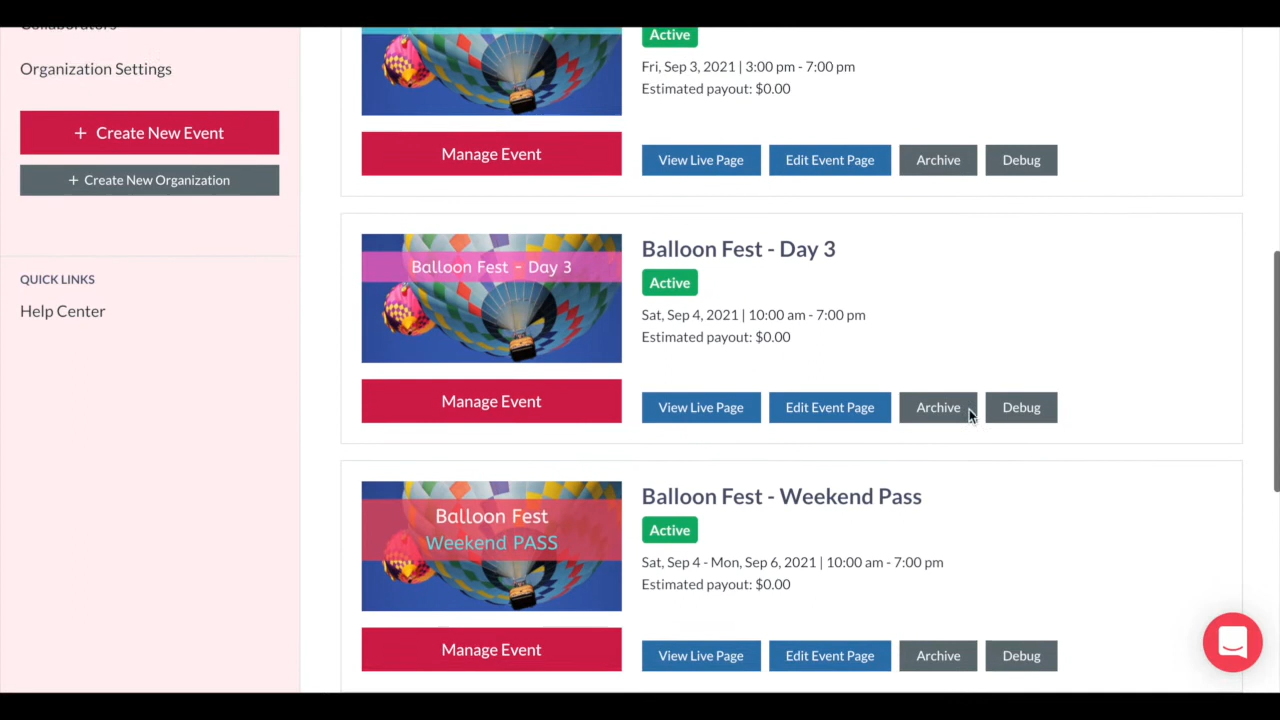 Organization Settings
+ Create New Event
+ Create New Organization
QUICK LINKS
Help Center
Active
Fri, Sep 3, 2021 | 3:00 pm - 7:00 pm
Estimated payout: $0.00
Manage Event
View Live Page
Edit Event Page
Archive
Debug
Balloon Fest - Day 3
Balloon Fest - Day 3
Active
Sat, Sep 4, 2021 | 10:00 am - 7:00 pm
Estimated payout: $0.00
Manage Event
View Live Page
Edit Event Page
Archive
Debug
Balloon Fest
Weekend PASS
Balloon Fest - Weekend Pass
Active
Sat, Sep 4 - Mon, Sep 6, 2021 | 10:00 am - 7:00 pm
Estimated payout: $0.00
Manage Event
View Live Page
Edit Event Page
Archive
Debug